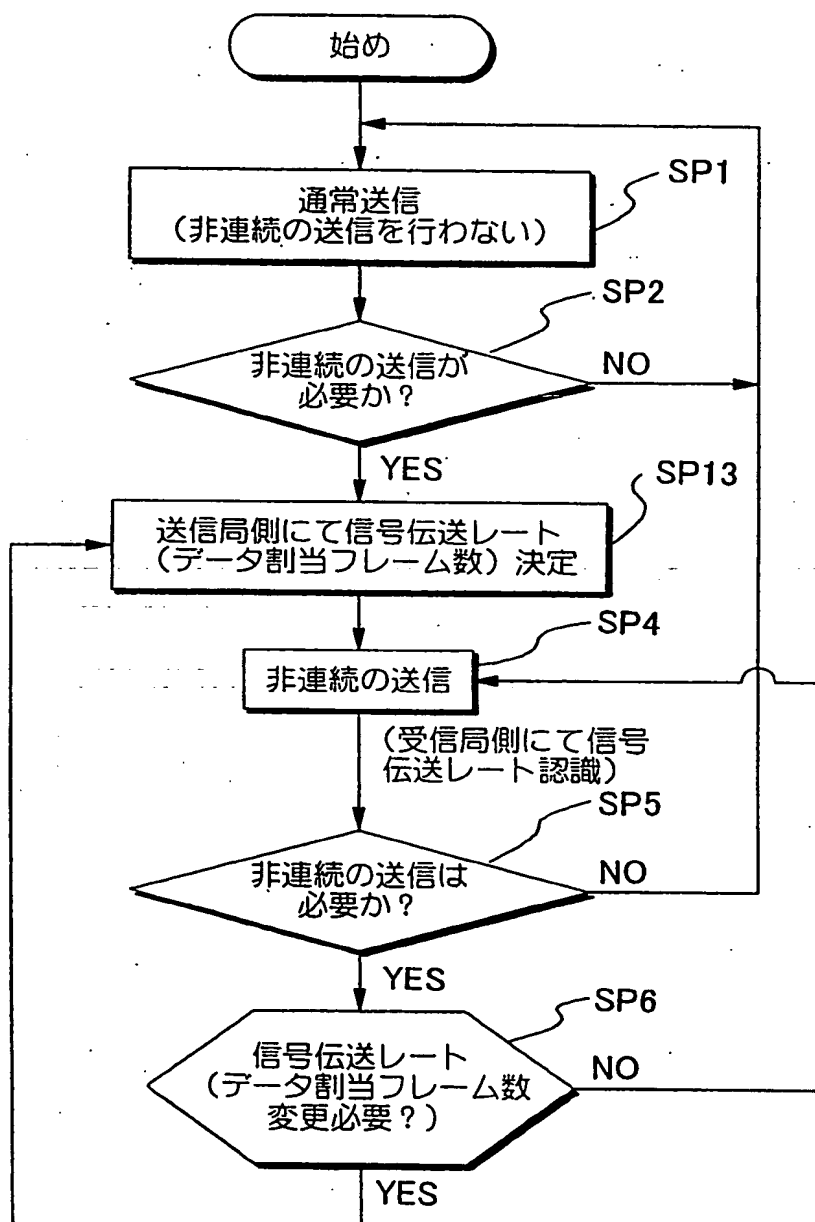 始め
通常送信
（非連続の送信を行わない）
SP1
非連続の送信が
必要か？
SP2
NO
YES
送信局側にて信号伝送レート
（データ割当フレーム数）決定
SP13
非連続の送信
SP4
（受信局側にて信号
伝送レート認識）
非連続の送信は
必要か？
SP5
NO
YES
信号伝送レート
（データ割当フレーム数
変更必要？）
SP6
NO
YES